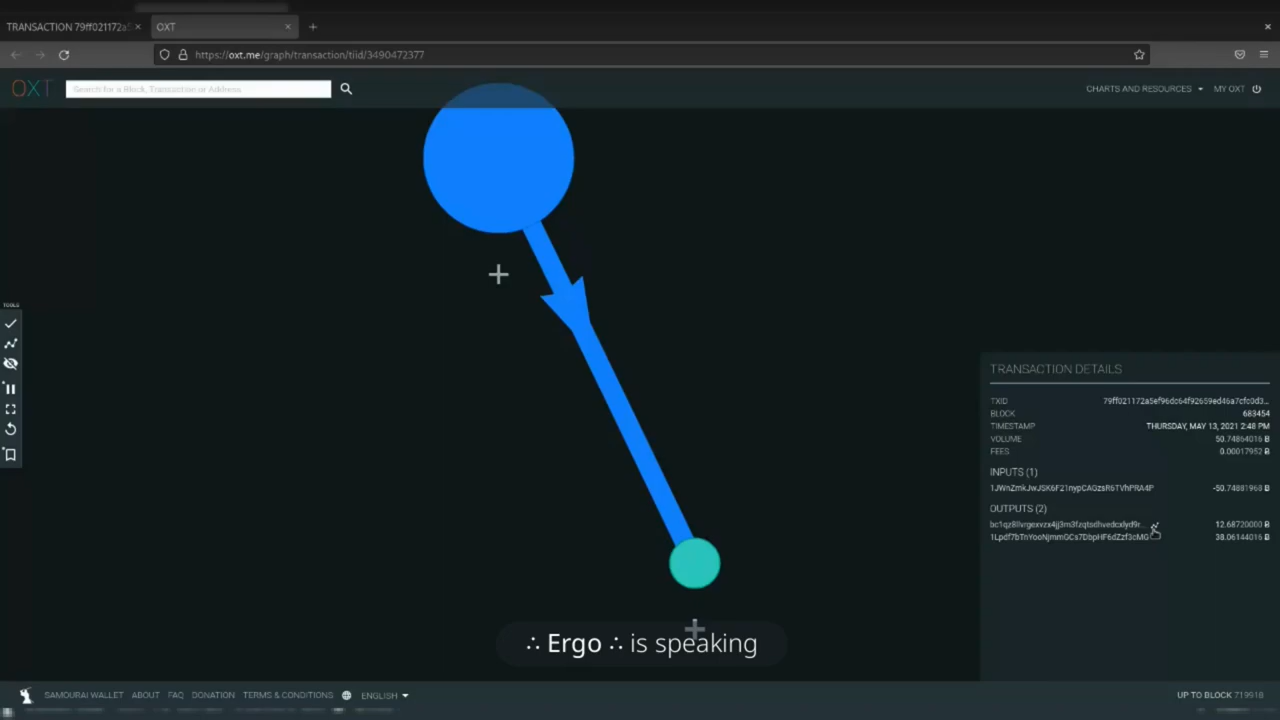 TRANSACTION 79ff021172a5
OXT
https://oxt.me/graph/transaction/tiid/3490472377
OXT
Search for a Block, Transaction or Address
CHARTS AND RESOURCES
MY OXT
TOOLS
TRANSACTION DETAILS
TXID 79ff021172a5ef96dc64f92659ed46a7cfc0d3...
BLOCK 683454
TIMESTAMP THURSDAY, MAY 13, 2021 2:48 PM
VOLUME 50.74864016 B
FEES 0.00017952 B
INPUTS (1)
1JWnZmkJwJSK6F21nypCAGzsR6TVhPRA4P -50.74881968 B
OUTPUTS (2)
12.68720000 B
1Lpdf7bTnYooNjmmGCs7DbpHF6dZzf3cMG 38.06144016 B
∴ Ergo ∴ is speaking
SAMOURAI WALLET ABOUT FAQ DONATION TERMS & CONDITIONS ENGLISH
UP TO BLOCK 719918